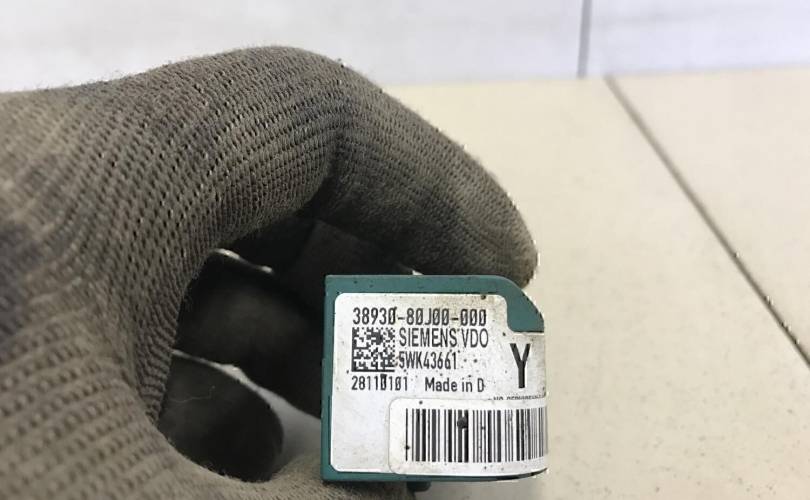 38930-80J00-000
SIEMENS VDO
5WK43661
Y
28110101 Made in D